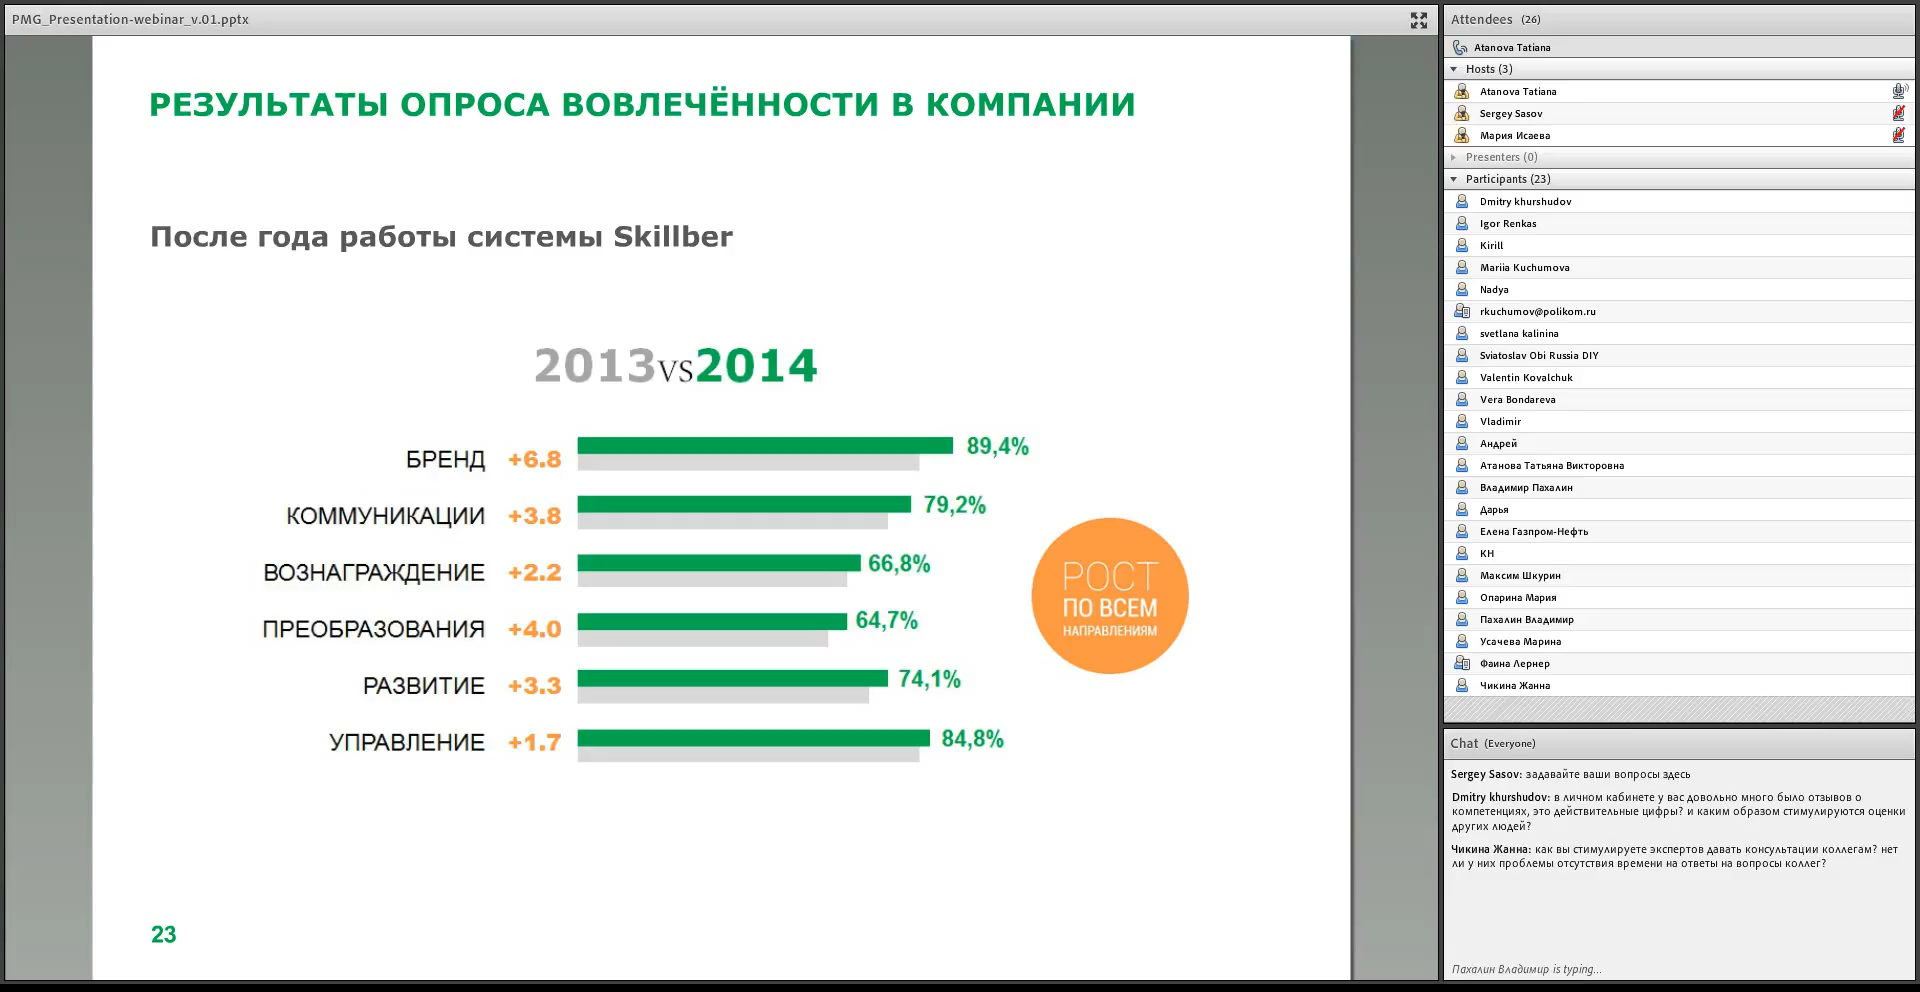 PMG_Presentation-webinar_v.01.pptx
РЕЗУЛЬТАТЫ ОПРОСА ВОВЛЕЧЁННОСТИ В КОМПАНИИ
После года работы системы Skillber
2013vs2014
БРЕНД +6.8 89,4%
КОММУНИКАЦИИ +3.8 79,2%
ВОЗНАГРАЖДЕНИЕ +2.2 66,8%
ПРЕОБРАЗОВАНИЯ +4.0 64,7%
РАЗВИТИЕ +3.3 74,1%
УПРАВЛЕНИЕ +1.7 84,8%
РОСТ
ПО ВСЕМ
НАПРАВЛЕНИЯМ
23
Attendees (26)
Atanova Tatiana
Hosts (3)
Atanova Tatiana
Sergey Sasov
Мария Исаева
Presenters (0)
Participants (23)
Dmitry khurshudov
Igor Renkas
Kirill
Mariia Kuchumova
Nadya
rkuchumov@polikom.ru
svetlana kalinina
Sviatoslav Obi Russia DIY
Valentin Kovalchuk
Vera Bondareva
Vladimir
Андрей
Атанова Татьяна Викторовна
Владимир Пахалин
Дарья
Елена Газпром-Нефть
КН
Максим Шкурин
Опарина Мария
Пахалин Владимир
Усачева Марина
Фаина Лернер
Чикина Жанна
Chat (Everyone)
Sergey Sasov: задавайте ваши вопросы здесь
Dmitry khurshudov: в личном кабинете у вас довольно много было отзывов о
компетенциях, это действительные цифры? и каким образом стимулируются оценки
других людей?
Чикина Жанна: как вы стимулируете экспертов давать консультации коллегам? нет
ли у них проблемы отсутствия времени на ответы на вопросы коллег?
Пахалин Владимир is typing...